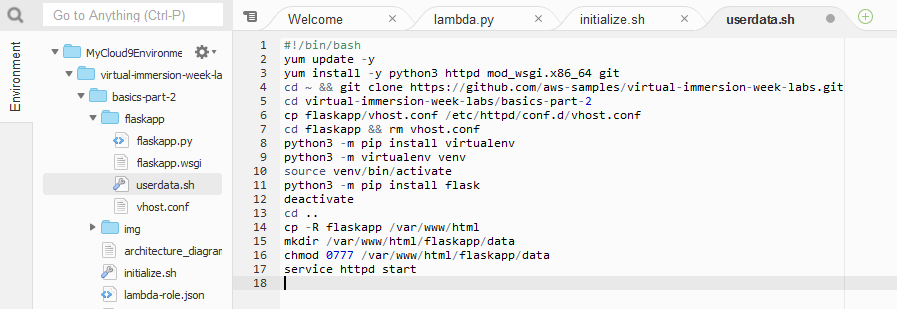 Go to Anything (Ctrl-P)
Welcome
lambda.py
initialize.sh
userdata.sh
Environment
MyCloud9Environme
virtual-immersion-week-la
basics-part-2
flaskapp
flaskapp.py
flaskapp.wsgi
userdata.sh
vhost.conf
img
architecture_diagram
initialize.sh
lambda-role.json
1 #!/bin/bash
2 yum update -y
3 yum install -y python3 httpd mod_wsgi.x86_64 git
4 cd ~ && git clone https://github.com/aws-samples/virtual-immersion-week-labs.git
5 cd virtual-immersion-week-labs/basics-part-2
6 cp flaskapp/vhost.conf /etc/httpd/conf.d/vhost.conf
7 cd flaskapp && rm vhost.conf
8 python3 -m pip install virtualenv
9 python3 -m virtualenv venv
10 source venv/bin/activate
11 python3 -m pip install flask
12 deactivate
13 cd ..
14 cp -R flaskapp /var/www/html
15 mkdir /var/www/html/flaskapp/data
16 chmod 0777 /var/www/html/flaskapp/data
17 service httpd start
18